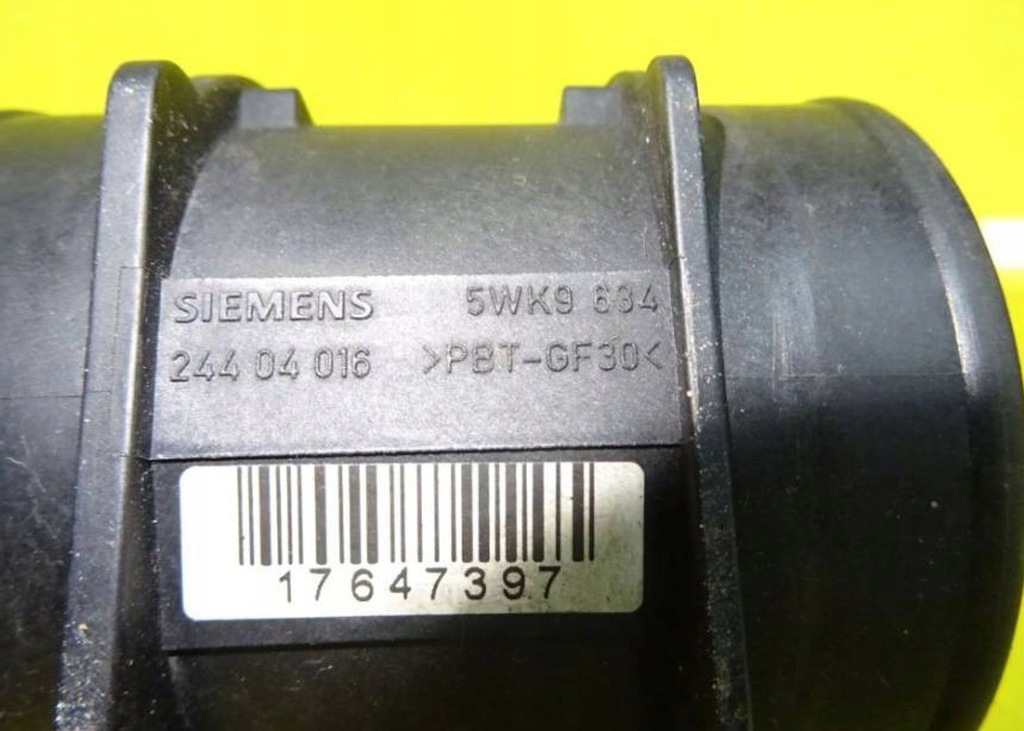 SIEMENS 5WK9 634
244 04 016 >PBT-GF30<
17647397